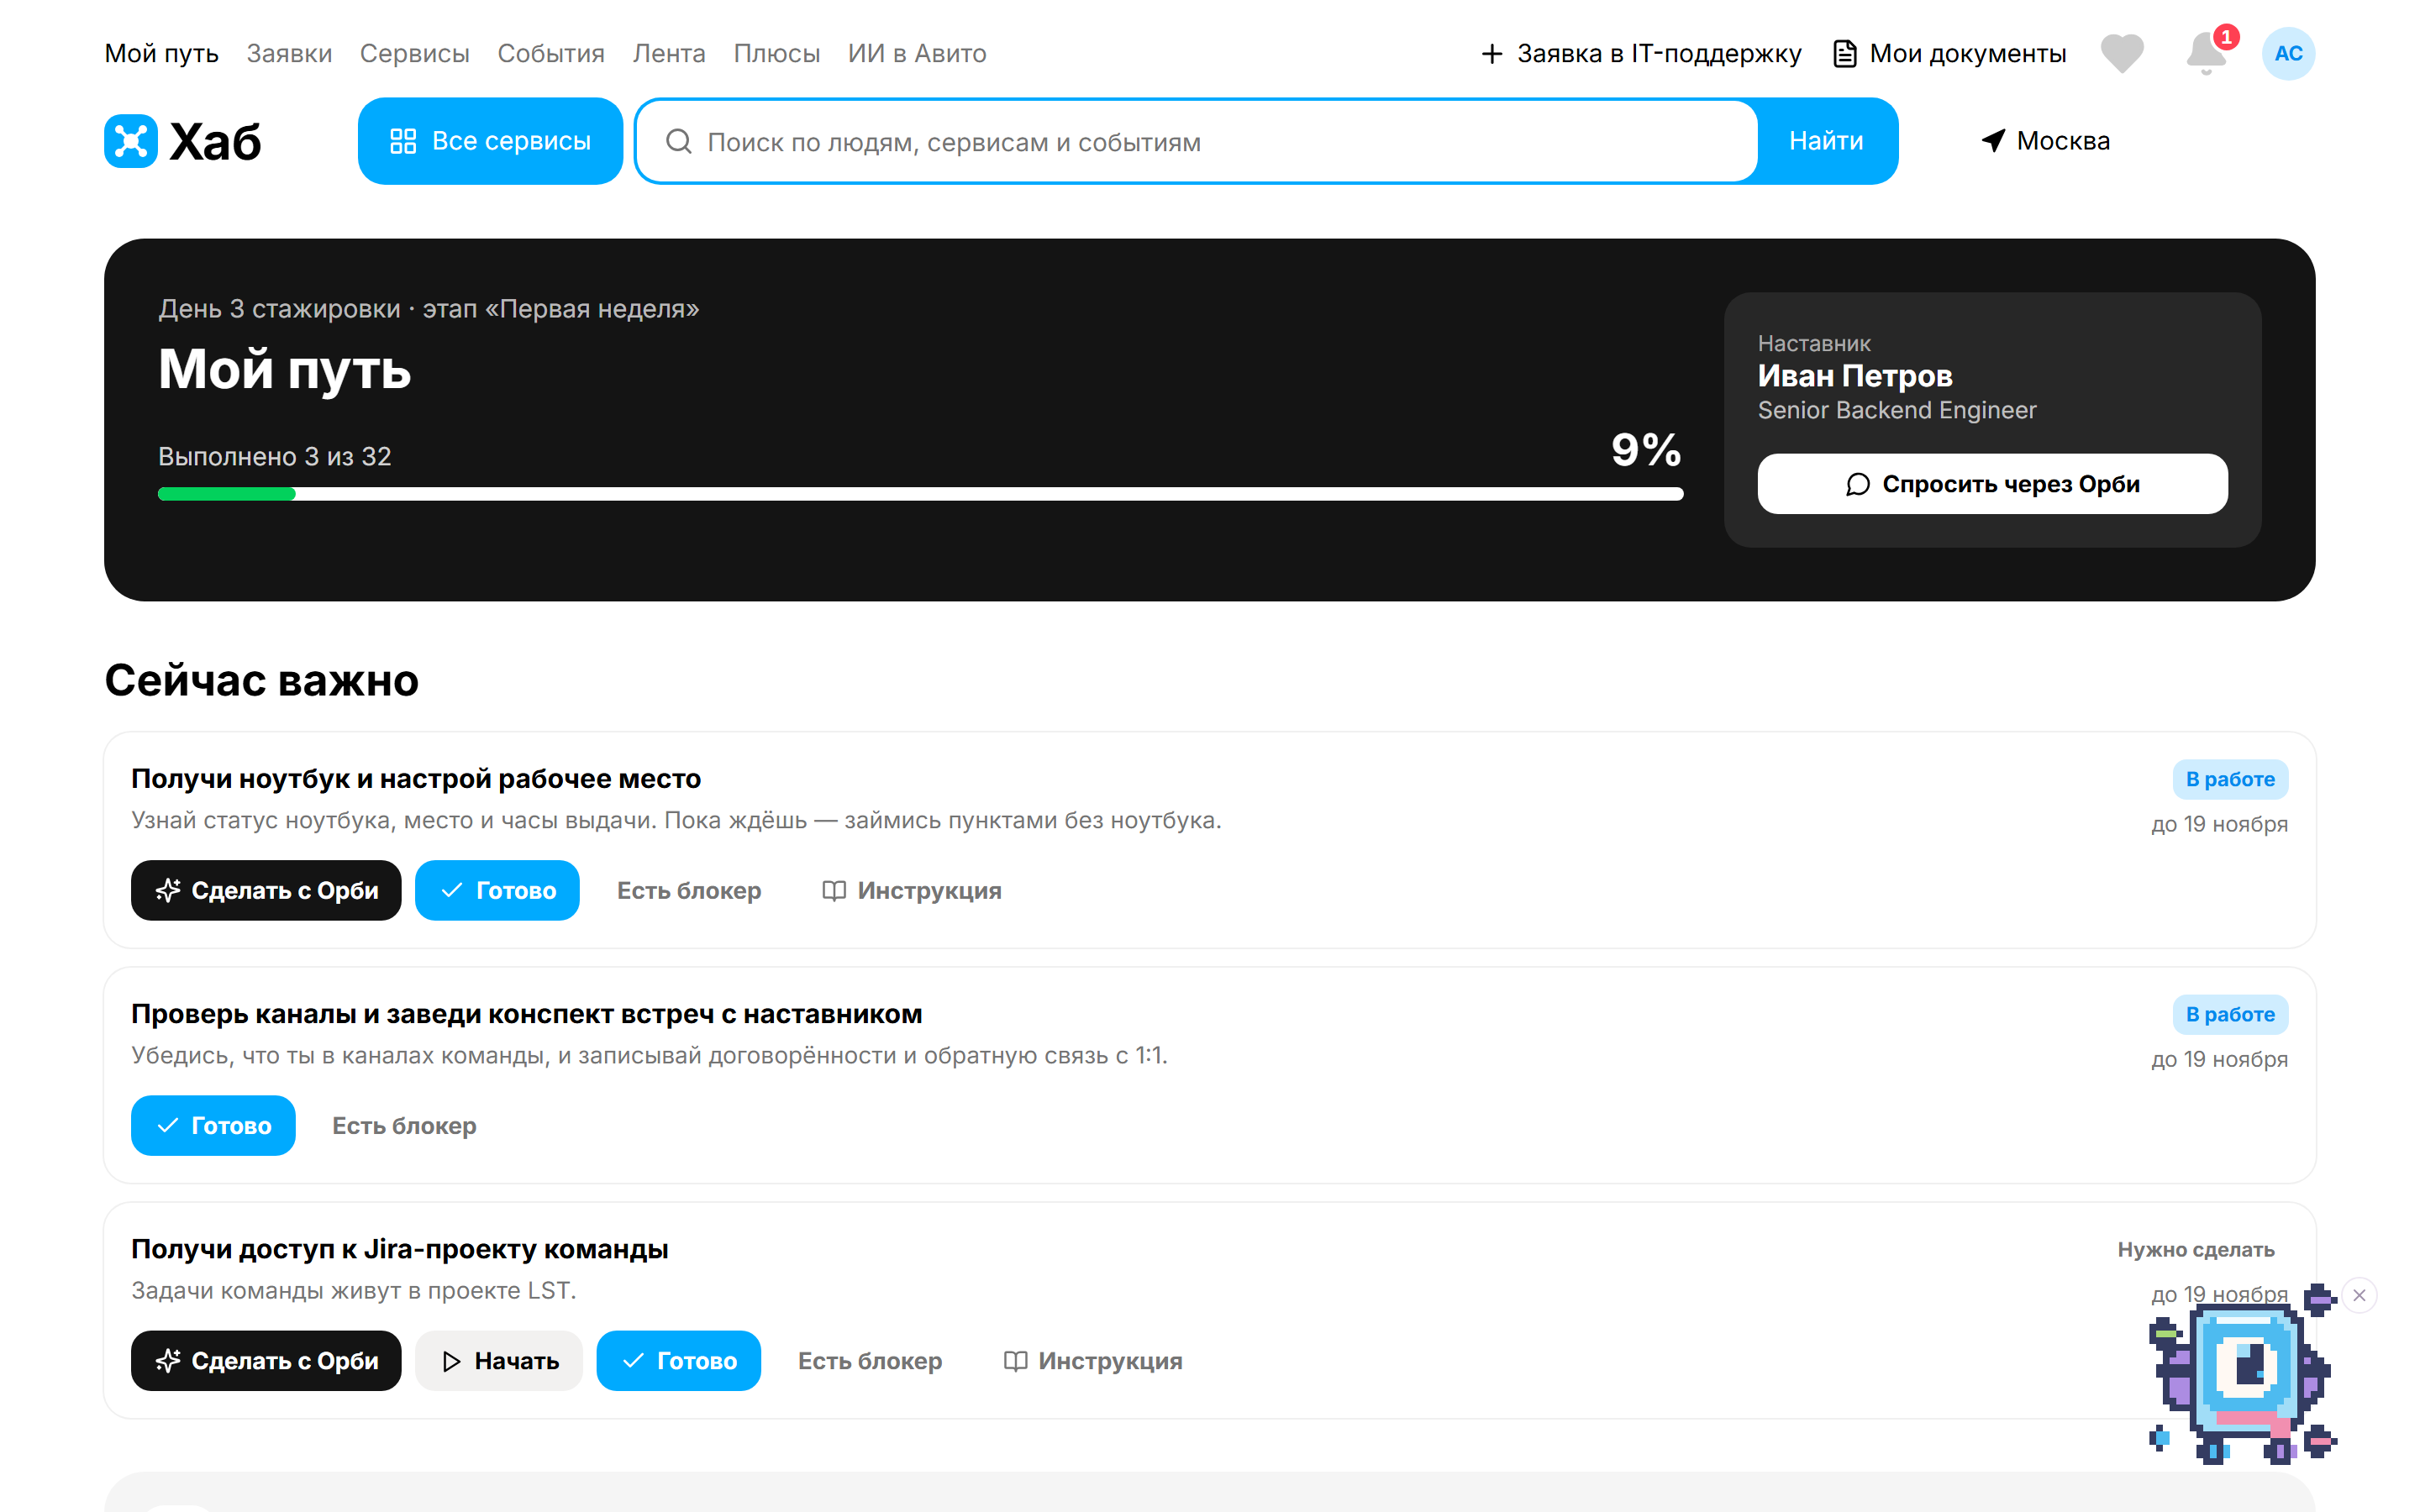 Мой путь Заявки Сервисы События Лента Плюсы ИИ в Авито
Заявка в IT-поддержку Мои документы 1 АС
Хаб Все сервисы Поиск по людям, сервисам и событиям Найти Москва
День 3 стажировки · этап «Первая неделя»
Мой путь
Выполнено 3 из 32 9%
Наставник
Иван Петров
Senior Backend Engineer
Спросить через Орби
Сейчас важно
Получи ноутбук и настрой рабочее место В работе
Узнай статус ноутбука, место и часы выдачи. Пока ждёшь — займись пунктами без ноутбука. до 19 ноября
Сделать с Орби Готово Есть блокер Инструкция
Проверь каналы и заведи конспект встреч с наставником В работе
Убедись, что ты в каналах команды, и записывай договорённости и обратную связь с 1:1. до 19 ноября
Готово Есть блокер
Получи доступ к Jira-проекту команды Нужно сделать
Задачи команды живут в проекте LST. до 19 ноября
Сделать с Орби Начать Готово Есть блокер Инструкция